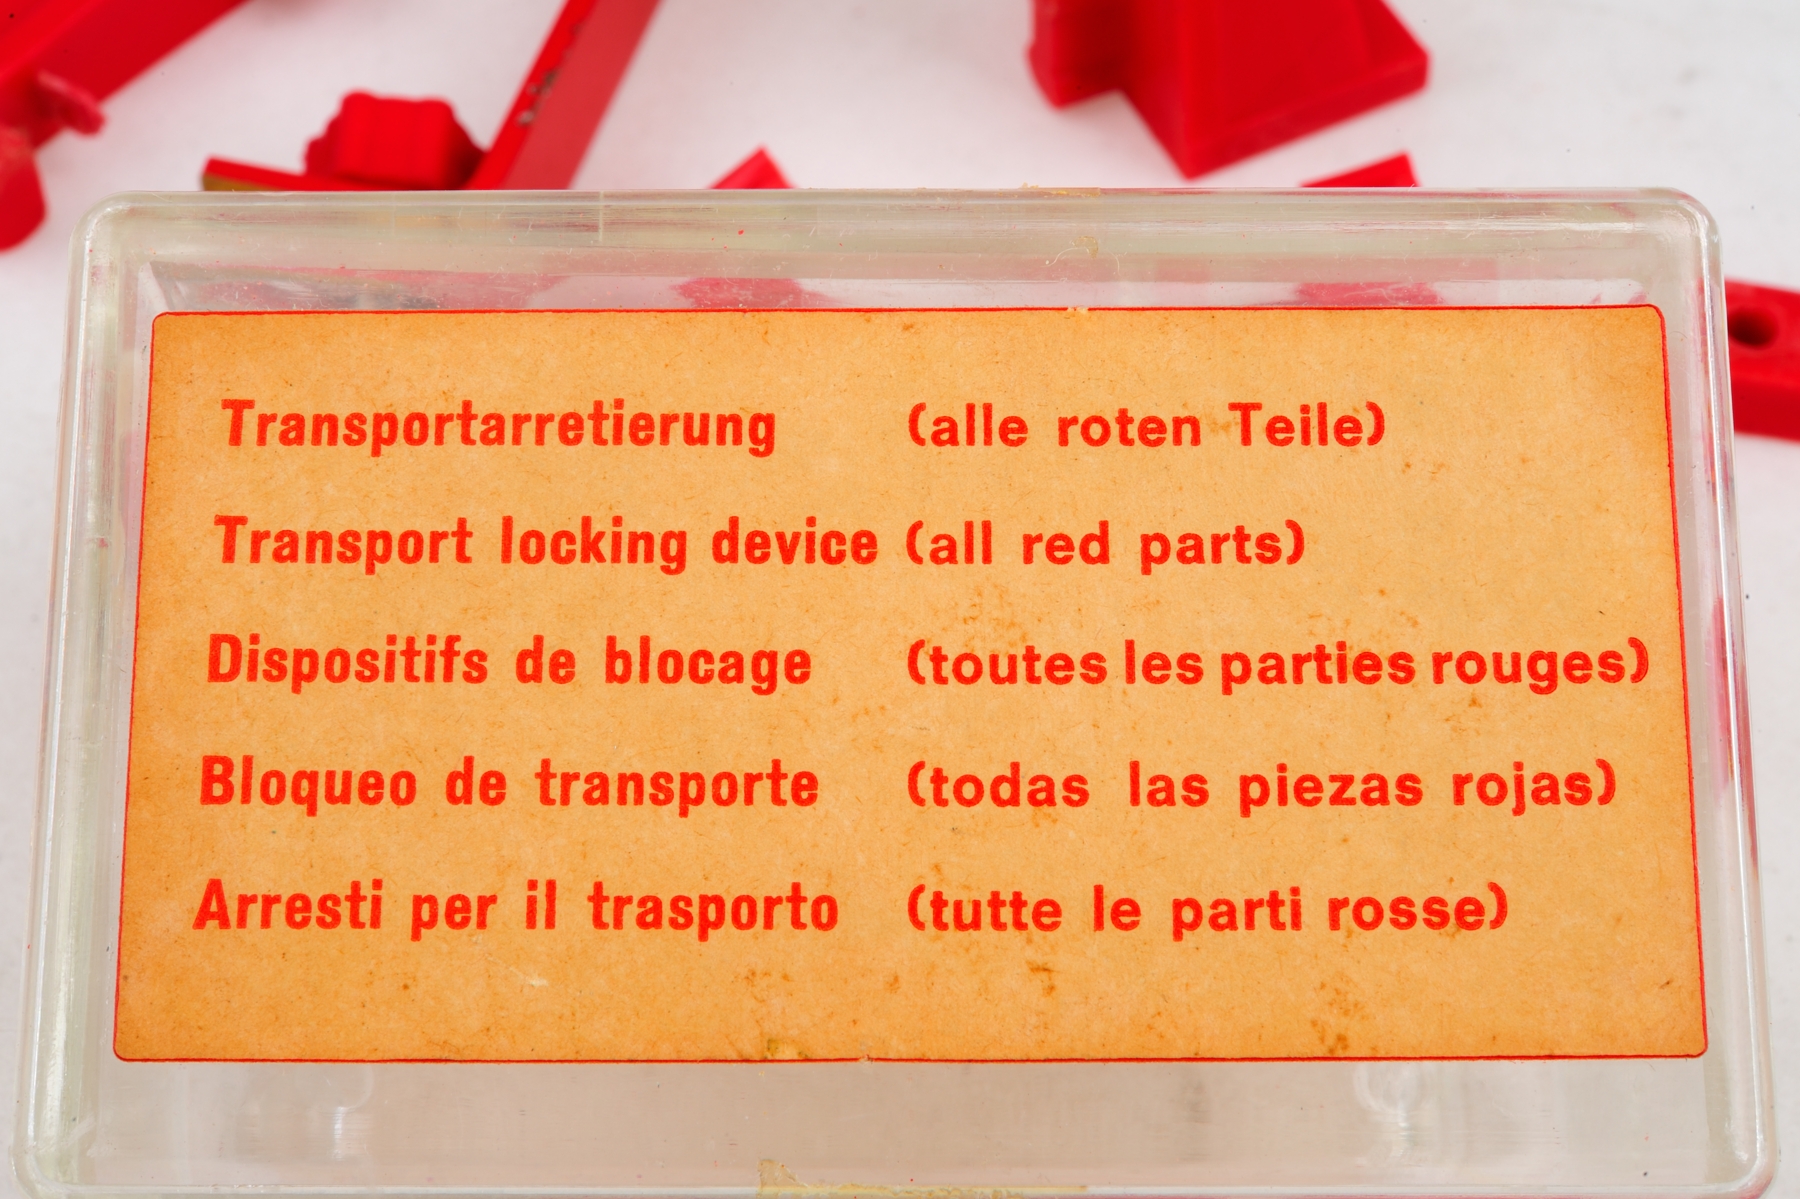 Transportarretierung (alle roten Teile)
Transport locking device (all red parts)
Dispositifs de blocage (toutes les parties rouges)
Bloqueo de transporte (todas las piezas rojas)
Arresti per il trasporto (tutte le parti rosse)